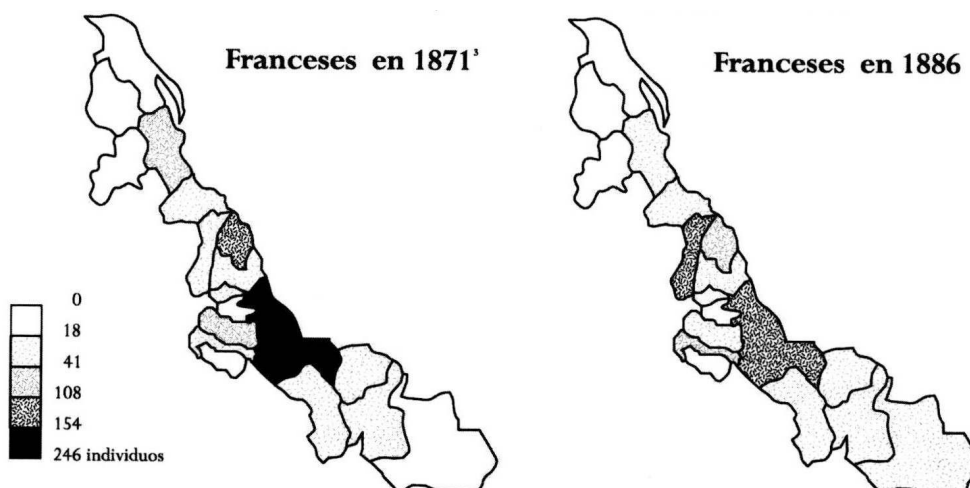 Franceses en 1871³
Franceses en 1886
0
18
41
108
154
246 individuos